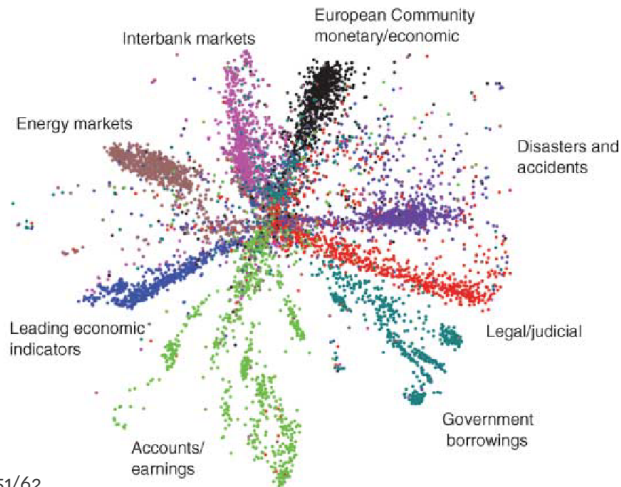 European Community
monetary/economic
Interbank markets
Energy markets
Disasters and
accidents
Leading economic
indicators
Legal/judicial
Government
borrowings
Accounts/
earnings
51/62